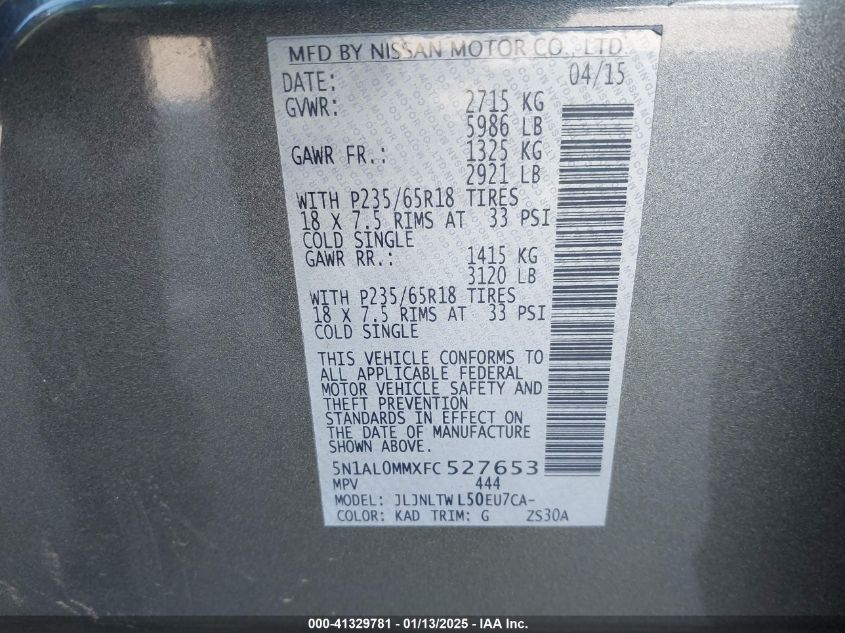 MFD BY NISSAN MOTOR CO., LTD.
DATE: 04/15
GVWR: 2715 KG
5986 LB
GAWR FR.: 1325 KG
2921 LB
WITH P235/65R18 TIRES
18 X 7.5 RIMS AT 33 PSI
COLD SINGLE
GAWR RR.: 1415 KG
3120 LB
WITH P235/65R18 TIRES
18 X 7.5 RIMS AT 33 PSI
COLD SINGLE
THIS VEHICLE CONFORMS TO
ALL APPLICABLE FEDERAL
MOTOR VEHICLE SAFETY AND
THEFT PREVENTION
STANDARDS IN EFFECT ON
THE DATE OF MANUFACTURE
SHOWN ABOVE.
5N1AL0MMXFC527653
MPV 444
MODEL: JLJNLTWL50EU7CA-
COLOR: KAD TRIM: G ZS30A
000-41329781 - 01/13/2025 - IAA Inc.